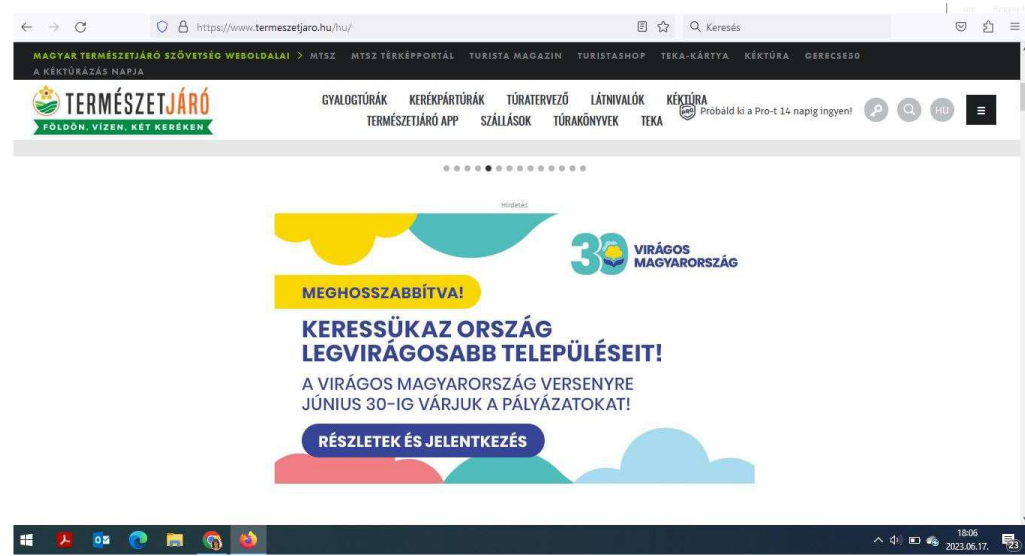 https://www.termeszetjaro.hu/hu/
Keresés
MAGYAR TERMÉSZETJÁRÓ SZÖVETSÉG WEBOLDALAI > MTSZ MTSZ TÉRKÉPPORTÁL TURISTA MAGAZIN TURISTASHOP TEKA-KÁRTYA KÉKTÚRA GERECSE50
A KÉKTÚRÁZÁS NAPJA
TERMÉSZETJÁRÓ
FÖLDÖN, VÍZEN, KÉT KERÉKEN
GYALOGTÚRÁK KERÉKPÁRTÚRÁK TÚRATERVEZŐ LÁTNIVALÓK KÉKTÚRA
TERMÉSZETJÁRÓ APP SZÁLLÁSOK TÚRAKÖNYVEK TEKA
PRO Próbáld ki a Pro-t 14 napig ingyen!
HU
Hirdetés
30 VIRÁGOS
MAGYARORSZÁG
MEGHOSSZABBÍTVA!
KERESSÜKAZ ORSZÁG
LEGVIRÁGOSABB TELEPÜLÉSEIT!
A VIRÁGOS MAGYARORSZÁG VERSENYRE
JÚNIUS 30-IG VÁRJUK A PÁLYÁZATOKAT!
RÉSZLETEK ÉS JELENTKEZÉS
18:06
2023.06.17.
23